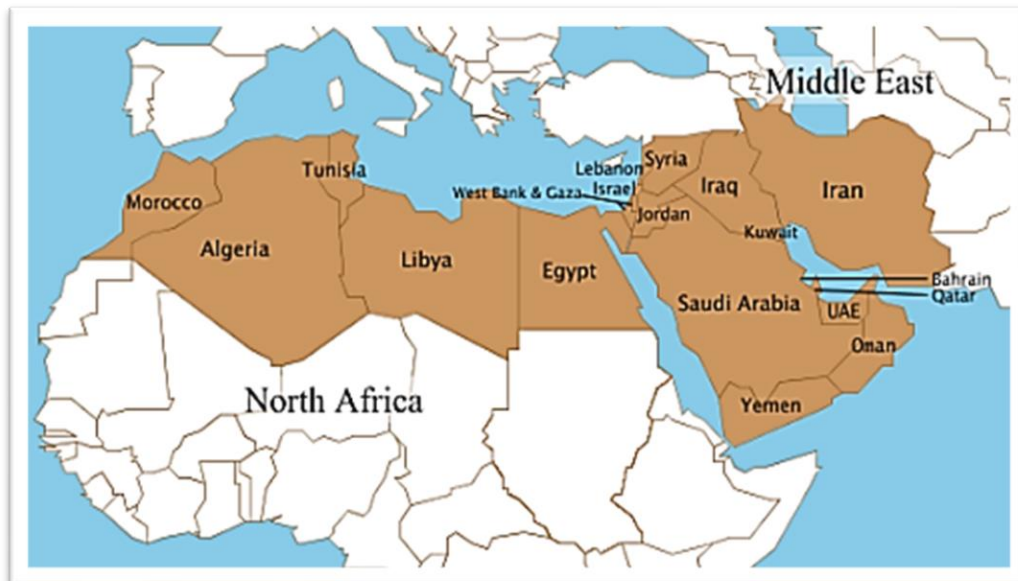 Middle East
Tunisia
Lebanon
Syria
Israel
West Bank & Gaza
Iraq
Iran
Morocco
Jordan
Kuwait
Algeria
Libya
Egypt
Bahrain
Qatar
Saudi Arabia
UAE
Oman
North Africa
Yemen